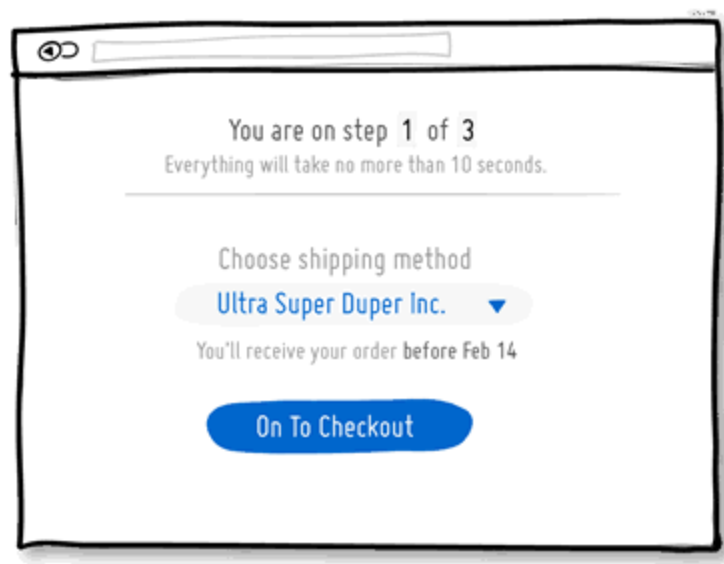 You are on step 1 of 3
Everything will take no more than 10 seconds.
Choose shipping method
Ultra Super Duper Inc.
You'll receive your order before Feb 14
On To Checkout